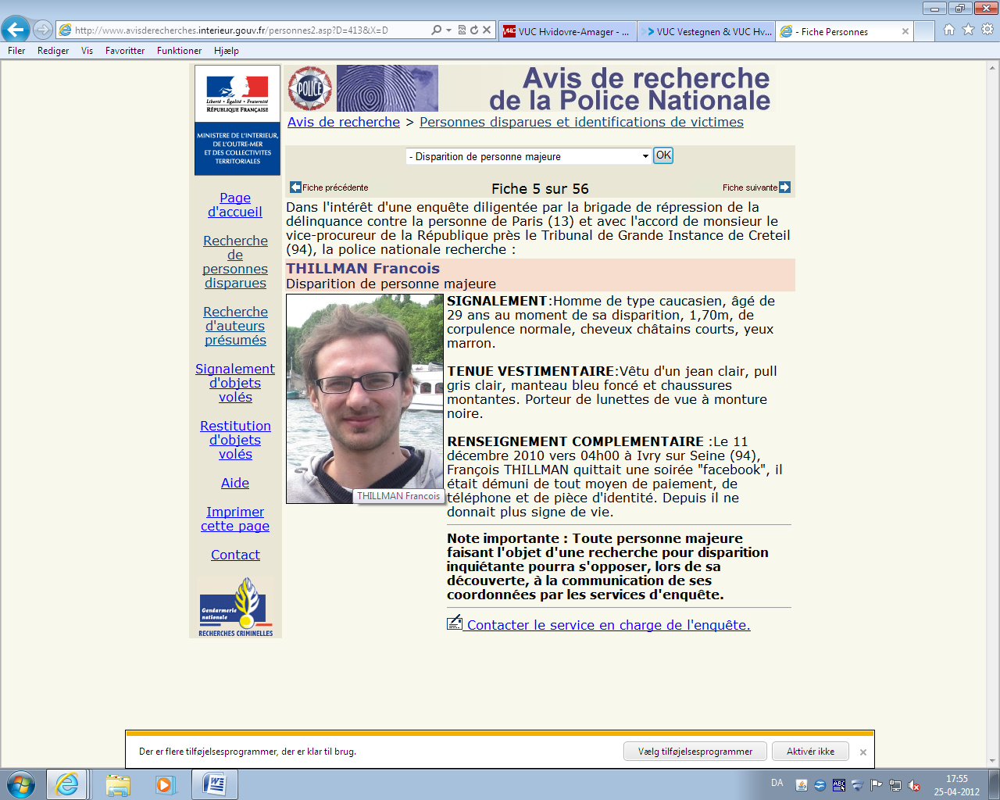 http://www.avisderecherches.interieur.gouv.fr/personnes2.asp?D=413&X=D
VUC Hvidovre-Amager - ...
VUC Vestegnen & VUC Hv...
- Fiche Personnes
Filer Rediger Vis Favoritter Funktioner Hjælp
Liberté • Égalité • Fraternité
RÉPUBLIQUE FRANÇAISE
MINISTERE DE L'INTERIEUR,
DE L'OUTRE-MER
ET DES COLLECTIVITES
TERRITORIALES
POLICE
Avis de recherche
de la Police Nationale
Avis de recherche > Personnes disparues et identifications de victimes
- Disparition de personne majeure OK
Fiche précédente Fiche 5 sur 56 Fiche suivante
Page
d'accueil
Recherche
de
personnes
disparues
Recherche
d'auteurs
présumés
Signalement
d'objets
volés
Restitution
d'objets
volés
Aide
Imprimer
cette page
Contact
Gendarmerie
nationale
RECHERCHES CRIMINELLES
Dans l'intérêt d'une enquête diligentée par la brigade de répression de la
délinquance contre la personne de Paris (13) et avec l'accord de monsieur le
vice-procureur de la République près le Tribunal de Grande Instance de Creteil
(94), la police nationale recherche :
THILLMAN Francois
Disparition de personne majeure
THILLMAN Francois
SIGNALEMENT:Homme de type caucasien, âgé de
29 ans au moment de sa disparition, 1,70m, de
corpulence normale, cheveux châtains courts, yeux
marron.
TENUE VESTIMENTAIRE:Vêtu d'un jean clair, pull
gris clair, manteau bleu foncé et chaussures
montantes. Porteur de lunettes de vue à monture
noire.
RENSEIGNEMENT COMPLEMENTAIRE :Le 11
décembre 2010 vers 04h00 à Ivry sur Seine (94),
François THILLMAN quittait une soirée "facebook", il
était démuni de tout moyen de paiement, de
téléphone et de pièce d'identité. Depuis il ne
donnait plus signe de vie.
Note importante : Toute personne majeure
faisant l'objet d'une recherche pour disparition
inquiétante pourra s'opposer, lors de sa
découverte, à la communication de ses
coordonnées par les services d'enquête.
Contacter le service en charge de l'enquête.
Der er flere tilføjelsesprogrammer, der er klar til brug. Vælg tilføjelsesprogrammer Aktivér ikke
DA
ABC
17:55
25-04-2012